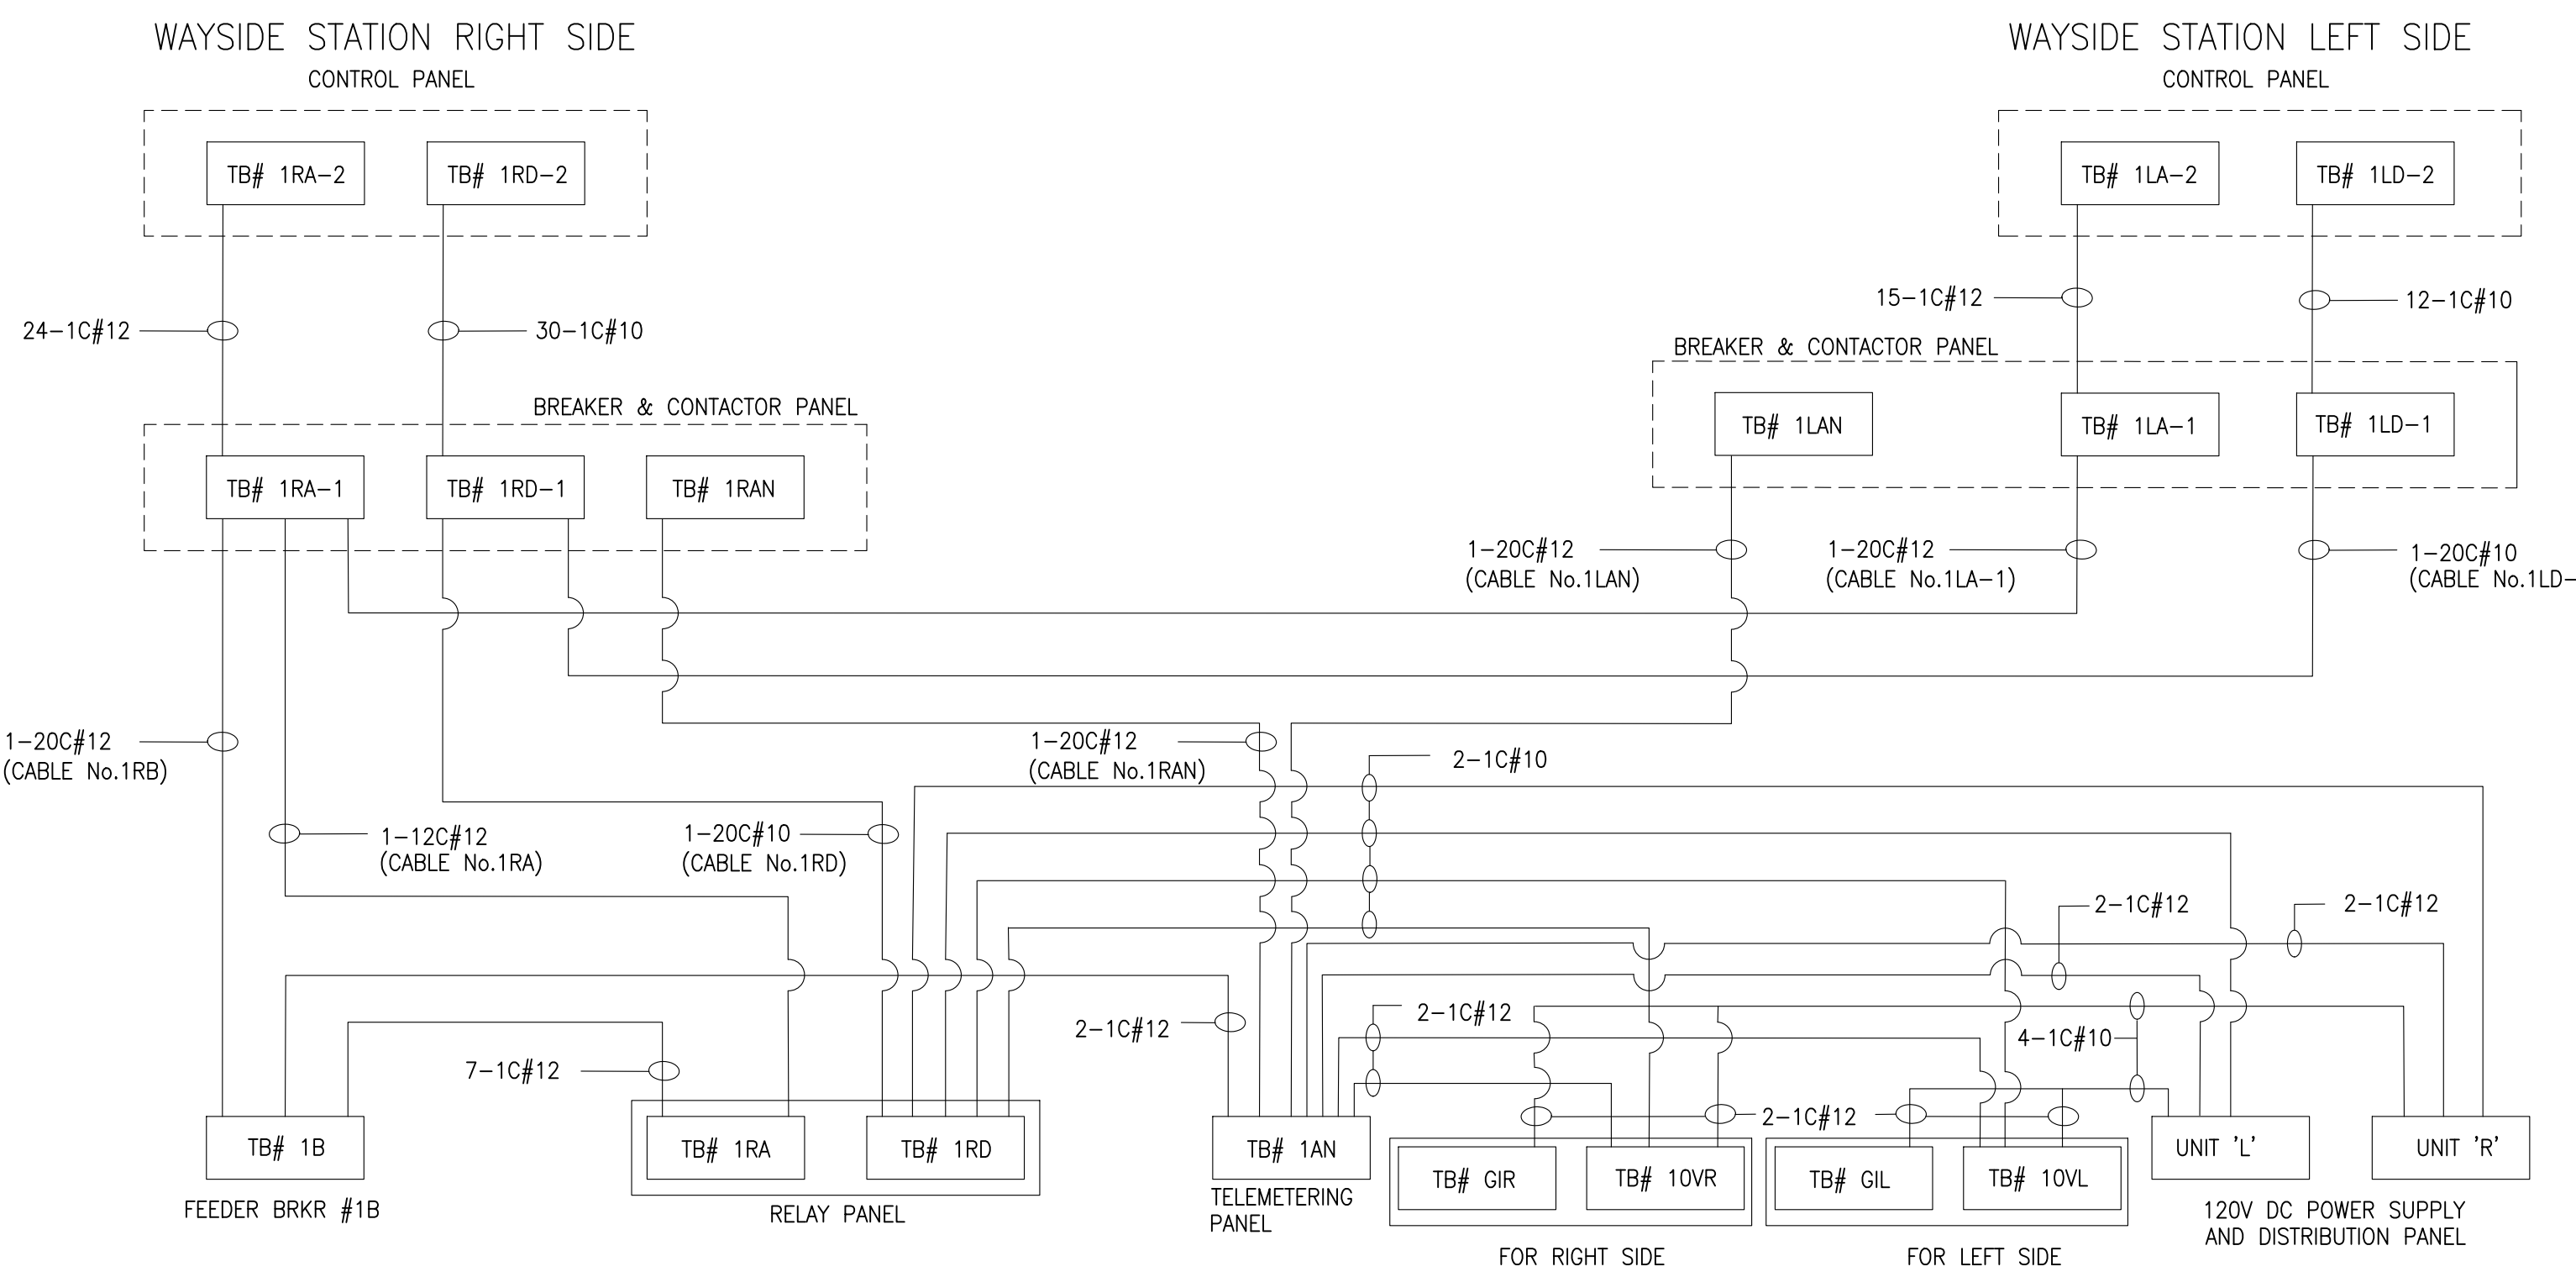 WAYSIDE STATION RIGHT SIDE
CONTROL PANEL
WAYSIDE STATION LEFT SIDE
CONTROL PANEL
TB# 1RA-2
TB# 1RD-2
TB# 1LA-2
TB# 1LD-2
24-1C#12
30-1C#10
15-1C#12
12-1C#10
BREAKER & CONTACTOR PANEL
BREAKER & CONTACTOR PANEL
TB# 1RA-1
TB# 1RD-1
TB# 1RAN
TB# 1LAN
TB# 1LA-1
TB# 1LD-1
1-20C#12
(CABLE No.1LAN)
1-20C#12
(CABLE No.1LA-1)
1-20C#10
(CABLE No.1LD-
1-20C#12
(CABLE No.1RB)
1-20C#12
(CABLE No.1RAN)
2-1C#10
1-12C#12
(CABLE No.1RA)
1-20C#10
(CABLE No.1RD)
2-1C#12
2-1C#12
2-1C#12
2-1C#12
4-1C#10
7-1C#12
2-1C#12
TB# 1B
FEEDER BRKR #1B
TB# 1RA
TB# 1RD
RELAY PANEL
TB# 1AN
TELEMETERING
PANEL
TB# GIR
TB# 10VR
FOR RIGHT SIDE
TB# GIL
TB# 10VL
FOR LEFT SIDE
UNIT 'L'
UNIT 'R'
120V DC POWER SUPPLY
AND DISTRIBUTION PANEL